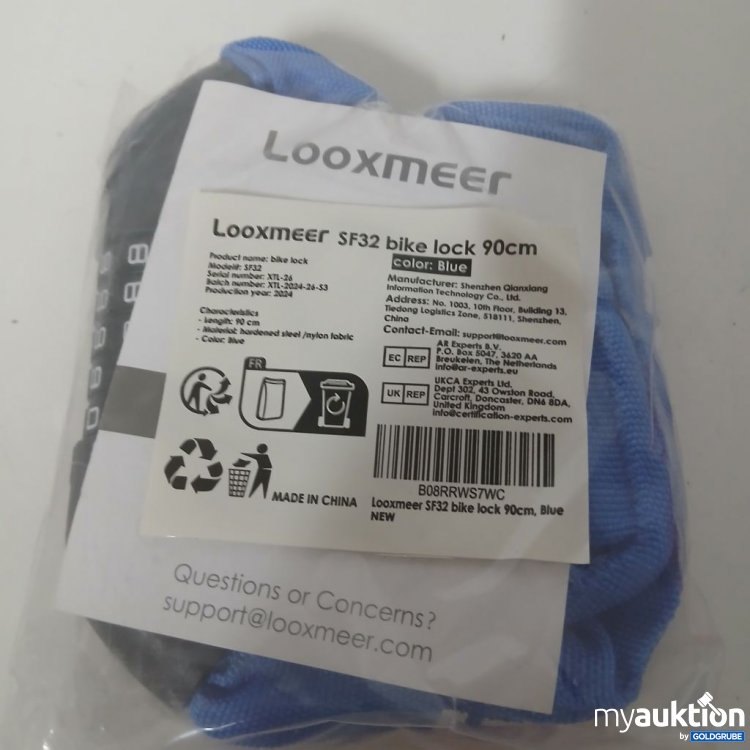 Looxmeer
Looxmeer SF32 bike lock 90cm
color: Blue
Product name: bike lock
Model#: SF32
Serial number: XTL-26
Batch number: XTL-2024-26-S3
Production year: 2024
Characteristics
- Length: 90 cm
- Material: hardened steel /nylon fabric
- Color: Blue
Manufacturer: Shenzhen Qianxiang
Information Technology Co., Ltd.
Address: No. 1003, 10th Floor, Building 13,
Tiedong Logistics Zone, 518111, Shenzhen,
China
Contact-Email: support@looxmeer.com
EC REP
AR Experts B.V.
P.O. Box 5047, 3620 AA
Breukelen, The Netherlands
info@ar-experts.eu
UK REP
UKCA Experts Ltd.
Dept 302, 43 Owston Road,
Carcroft, Doncaster, DN6 8DA,
United Kingdom
info@certification-experts.com
FR
MADE IN CHINA
B08RRWS7WC
Looxmeer SF32 bike lock 90cm, Blue
NEW
Questions or Concerns?
support@looxmeer.com
myauktion
by GOLDGRUBE